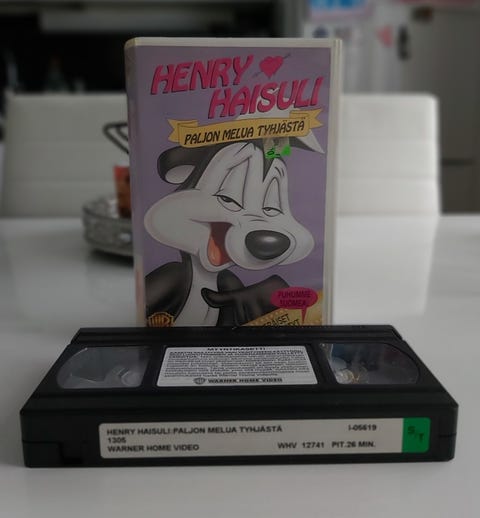 HENRY
HAISULI
PALJON MELUA TYHJÄSTÄ
PUHUMME
SUOMEA!
WB
MYYNTIKASETTI
WARNER HOME VIDEO
HENRY HAISULI:PALJON MELUA TYHJÄSTÄ
I-05619
1305
WARNER HOME VIDEO
WHV 12741 PIT.26 MIN.
S/T